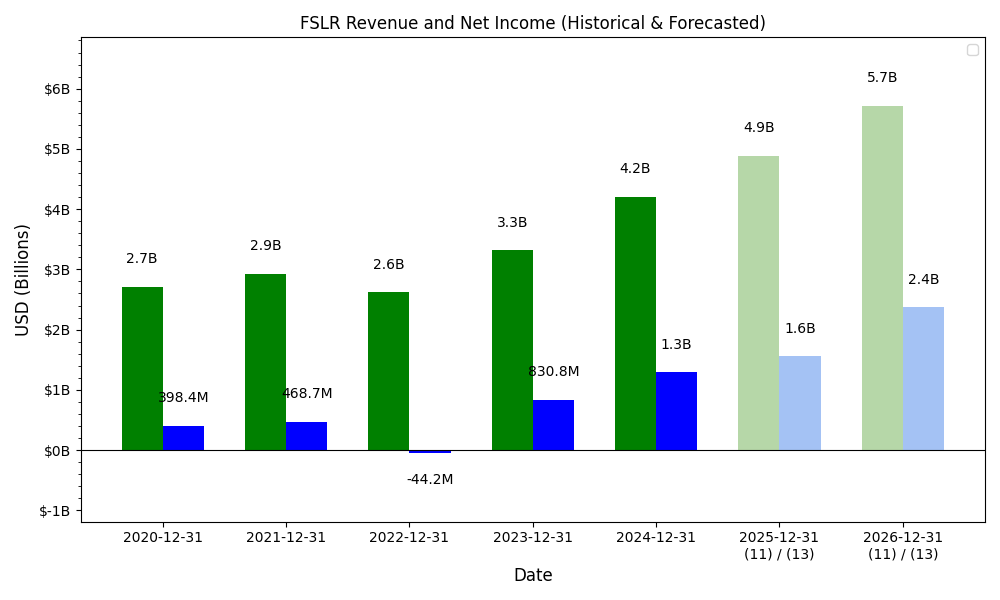 FSLR Revenue and Net Income (Historical & Forecasted)
USD (Billions)
$6B
$5B
$4B
$3B
$2B
$1B
$0B
$-1B
2.7B
398.4M
2.9B
468.7M
2.6B
-44.2M
3.3B
830.8M
4.2B
1.3B
4.9B
1.6B
5.7B
2.4B
2020-12-31
2021-12-31
2022-12-31
2023-12-31
2024-12-31
2025-12-31
(11) / (13)
2026-12-31
(11) / (13)
Date